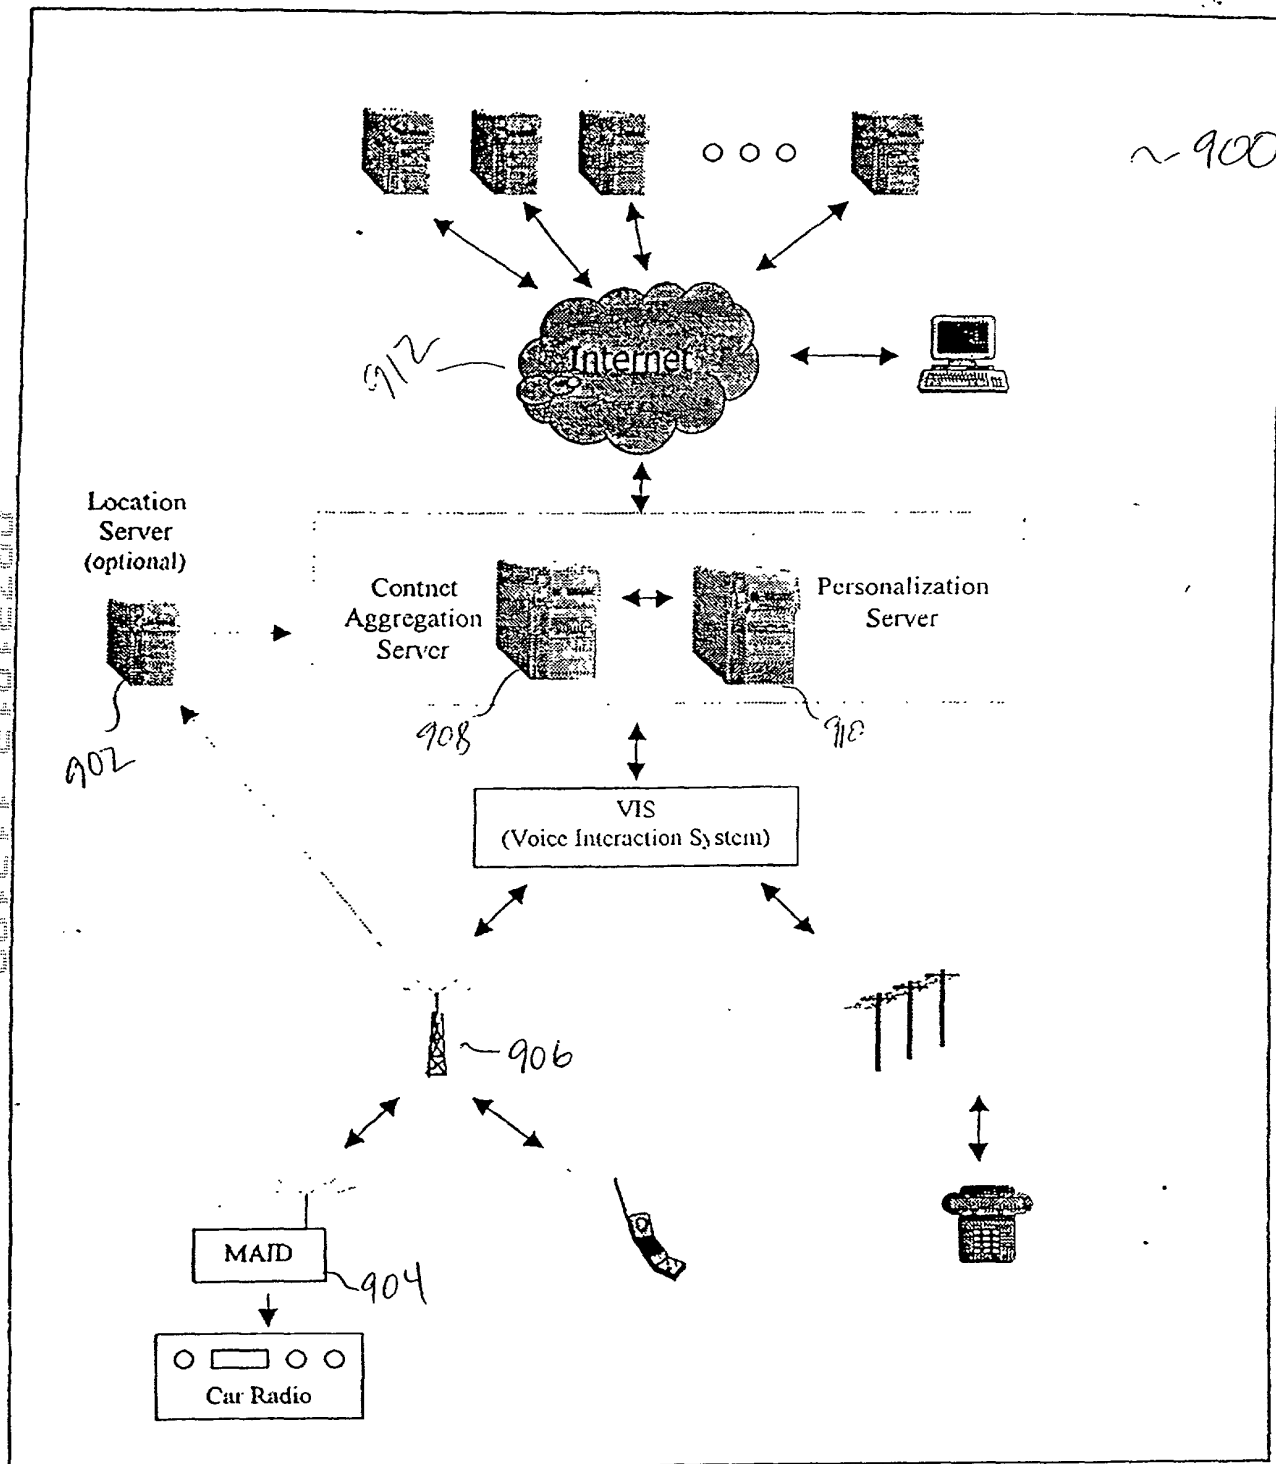 ~900
Internet
912
Location
Server
(optional)
Contnct
Aggregation
Server
Personalization
Server
902
908
910
VIS
(Voice Interaction System)
906
MAID
904
Car Radio